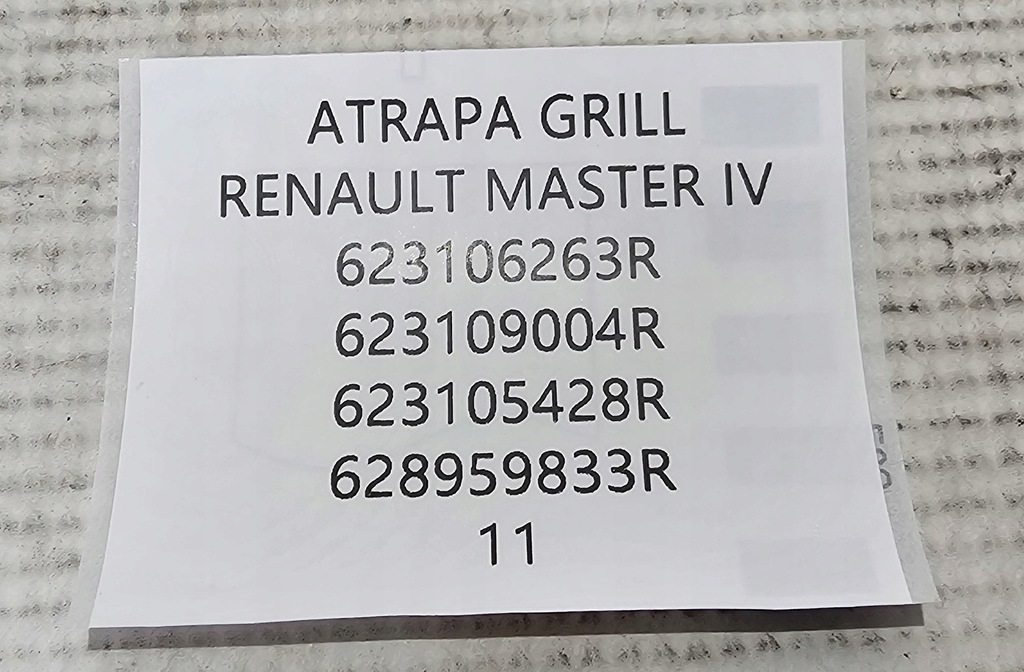 ATRAPA GRILL
RENAULT MASTER IV
623106263R
623109004R
623105428R
628959833R
11